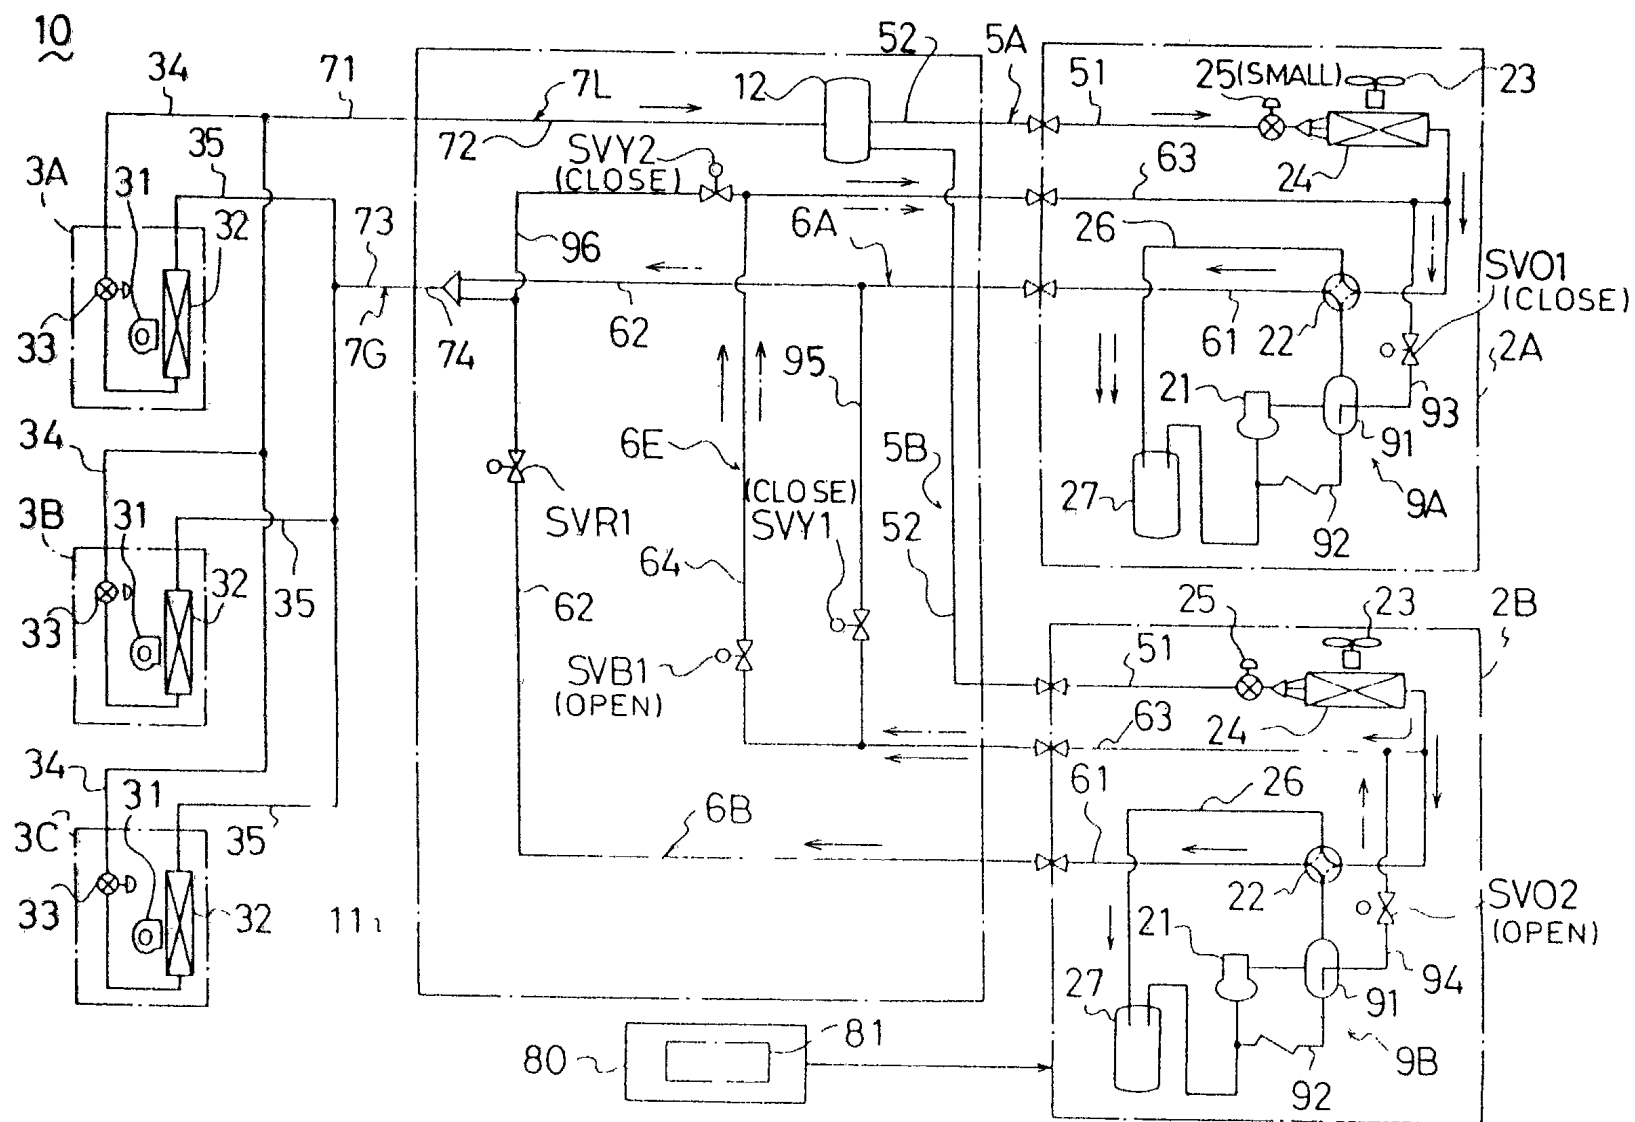 10
34
71
7L
12
52
5A
25(SMALL)
23
51
72
SVY2
(CLOSE)
35
3A
31
32
63
24
26
6A
96
73
SVO1
(CLOSE)
33
7G
74
62
61
22
2A
95
21
93
91
34
6E
5B
(CLOSE)
SVY1
27
9A
3B
31
SVR1
52
92
64
32
35
33
62
25
23
2B
SVB1
(OPEN)
51
24
63
34
31
6B
61
26
3C
35
33
32
11
22
SVO2
(OPEN)
21
27
91
94
80
81
9B
92